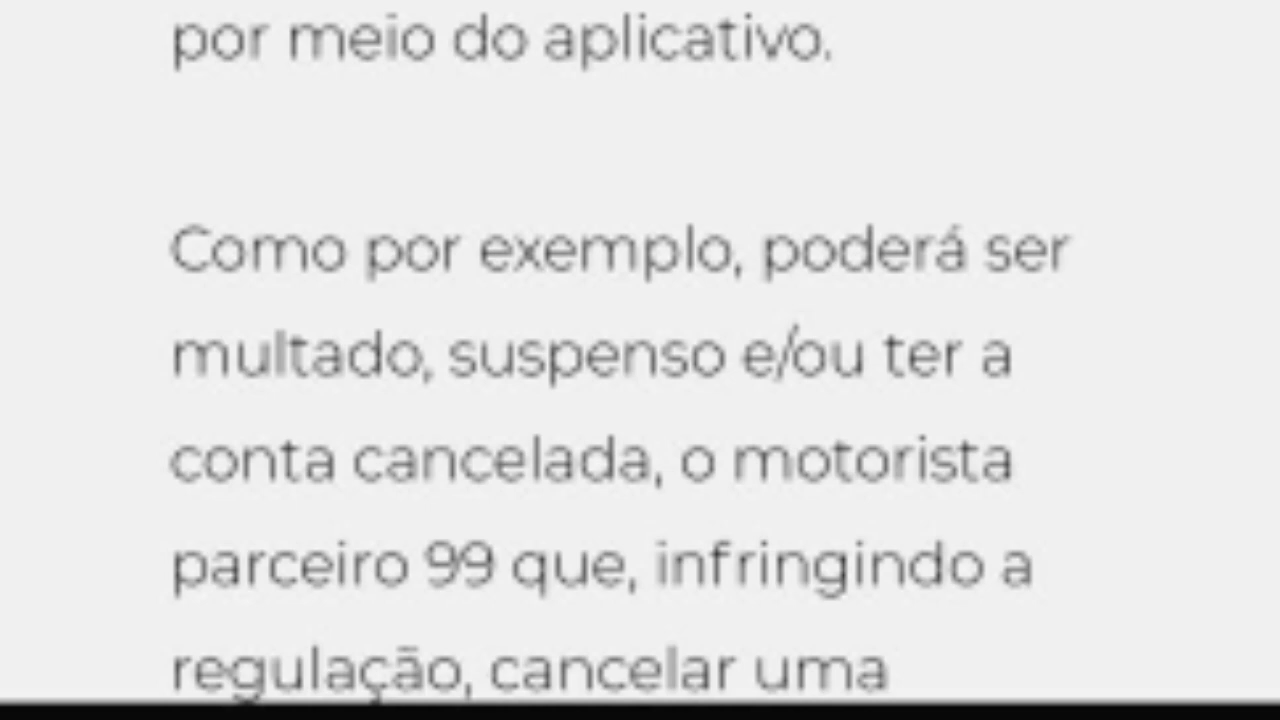 por meio do aplicativo.
Como por exemplo, poderá ser
multado, suspenso e/ou ter a
conta cancelada, o motorista
parceiro 99 que, infringindo a
regulação, cancelar uma